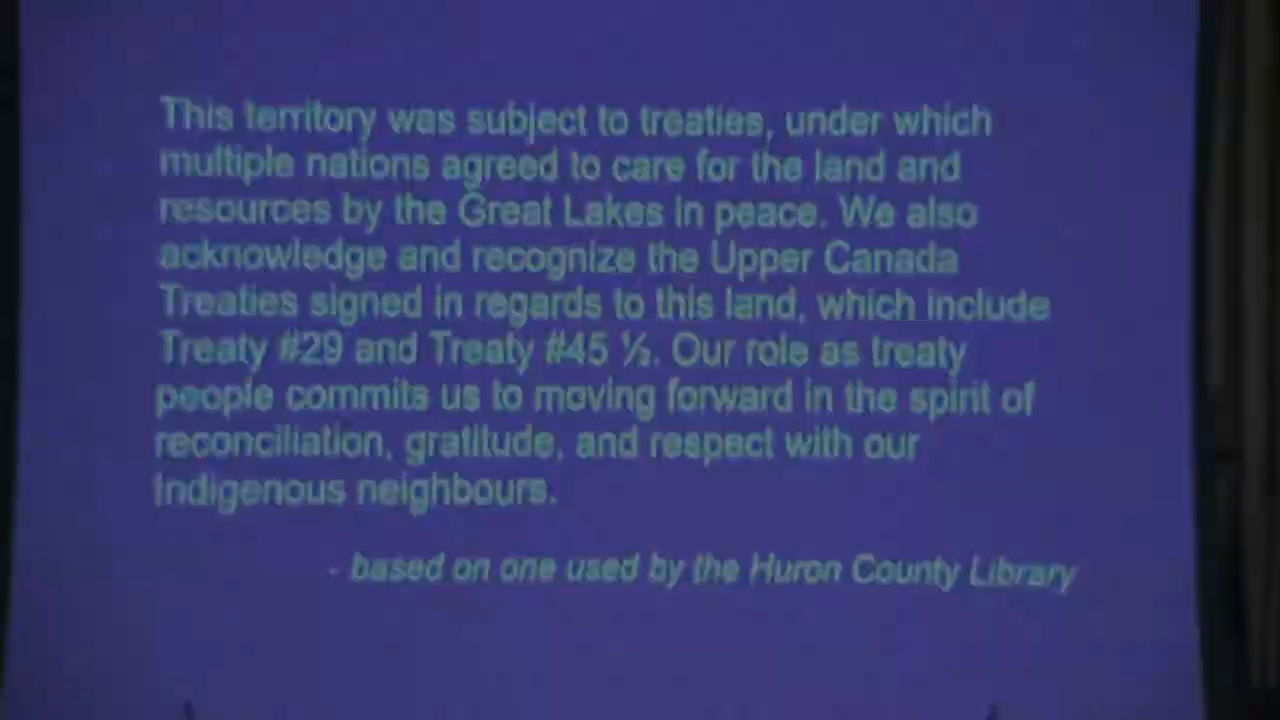 This territory was subject to treaties, under which
multiple nations agreed to care for the land and
resources by the Great Lakes in peace. We also
acknowledge and recognize the Upper Canada
Treaties signed in regards to this land, which include
Treaty #29 and Treaty #45 ½. Our role as treaty
people commits us to moving forward in the spirit of
reconciliation, gratitude, and respect with our
Indigenous neighbours.
- based on one used by the Huron County Library